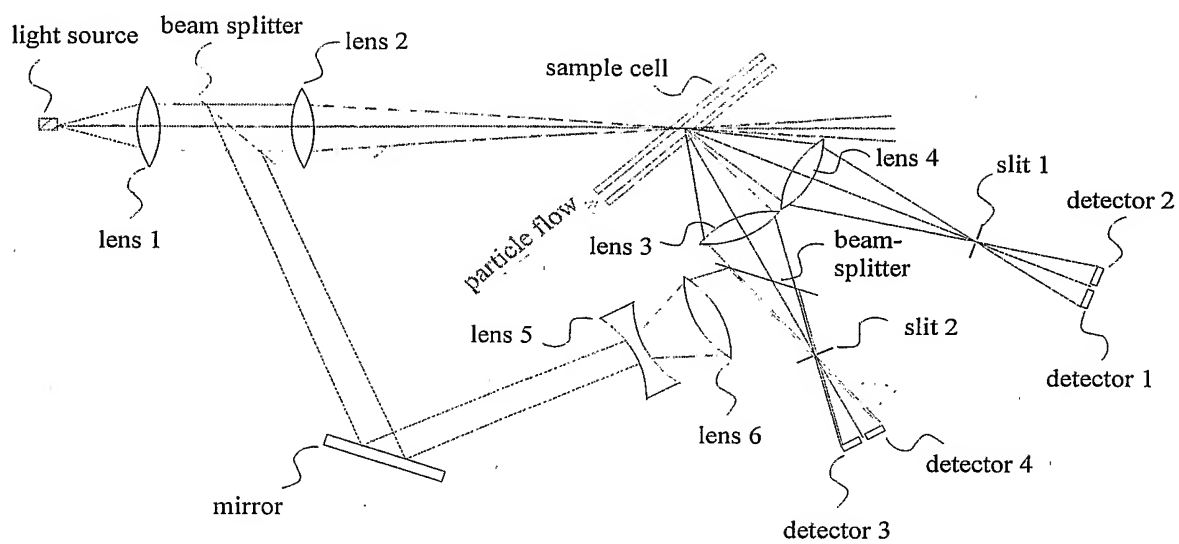 light source
beam splitter
lens 2
sample cell
lens 4
slit 1
detector 2
lens 1
particle flow
lens 3
beam-
splitter
lens 5
slit 2
detector 1
lens 6
detector 4
mirror
detector 3